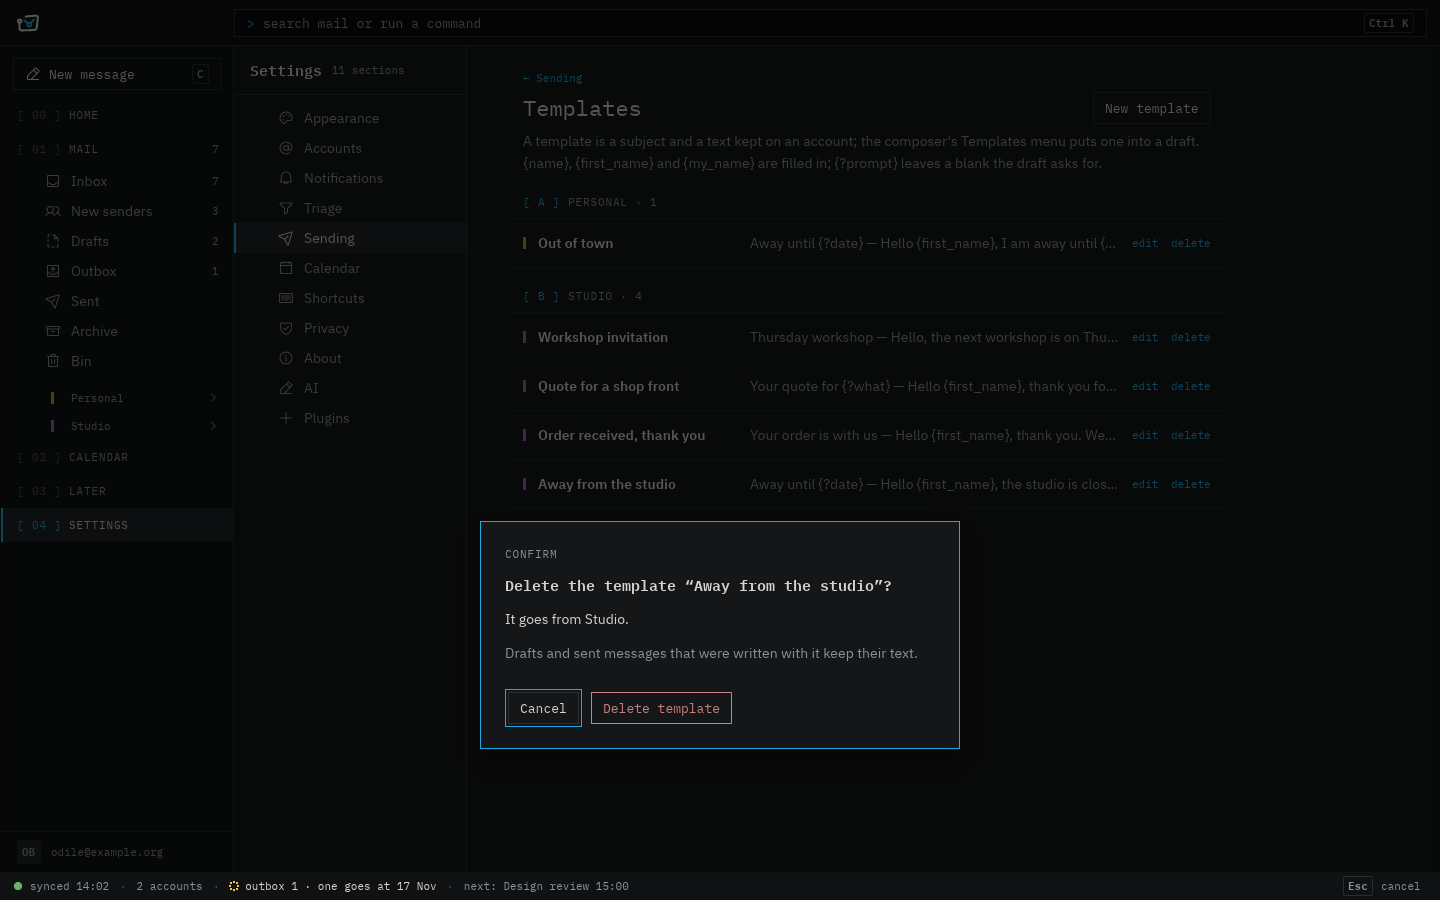 > search mail or run a command
Ctrl K
New message
C
[ 00 ] HOME
[ 01 ] MAIL 7
Inbox 7
New senders 3
Drafts 2
Outbox 1
Sent
Archive
Bin
Personal
Studio
[ 02 ] CALENDAR
[ 03 ] LATER
[ 04 ] SETTINGS
OB odile@example.org
Settings 11 sections
Appearance
Accounts
Notifications
Triage
Sending
Calendar
Shortcuts
Privacy
About
AI
Plugins
← Sending
Templates
New template
A template is a subject and a text kept on an account; the composer's Templates menu puts one into a draft.
{name}, {first_name} and {my_name} are filled in; {?prompt} leaves a blank the draft asks for.
[ A ] PERSONAL · 1
Out of town Away until {?date} — Hello {first_name}, I am away until {... edit delete
[ B ] STUDIO · 4
Workshop invitation Thursday workshop — Hello, the next workshop is on Thu... edit delete
Quote for a shop front Your quote for {?what} — Hello {first_name}, thank you fo... edit delete
Order received, thank you Your order is with us — Hello {first_name}, thank you. We... edit delete
Away from the studio Away until {?date} — Hello {first_name}, the studio is clos... edit delete
CONFIRM
Delete the template “Away from the studio”?
It goes from Studio.
Drafts and sent messages that were written with it keep their text.
Cancel
Delete template
synced 14:02 · 2 accounts · outbox 1 · one goes at 17 Nov · next: Design review 15:00
Esc cancel